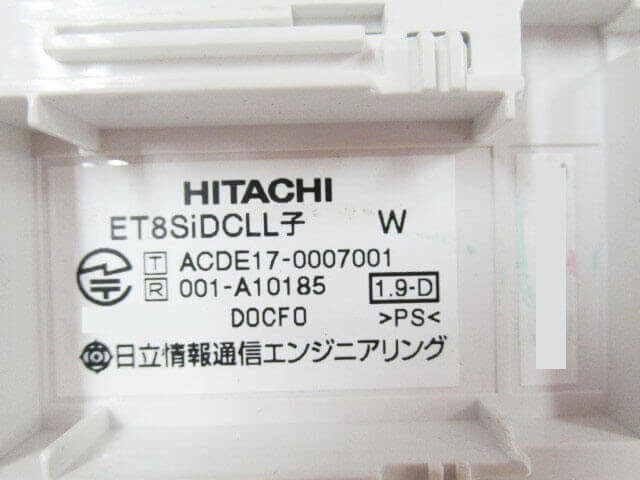 HITACHI
ET8SiDCLL子 W
T ACDE17-0007001
R 001-A10185 1.9-D
DOCFO >PS<
日立情報通信エンジニアリング